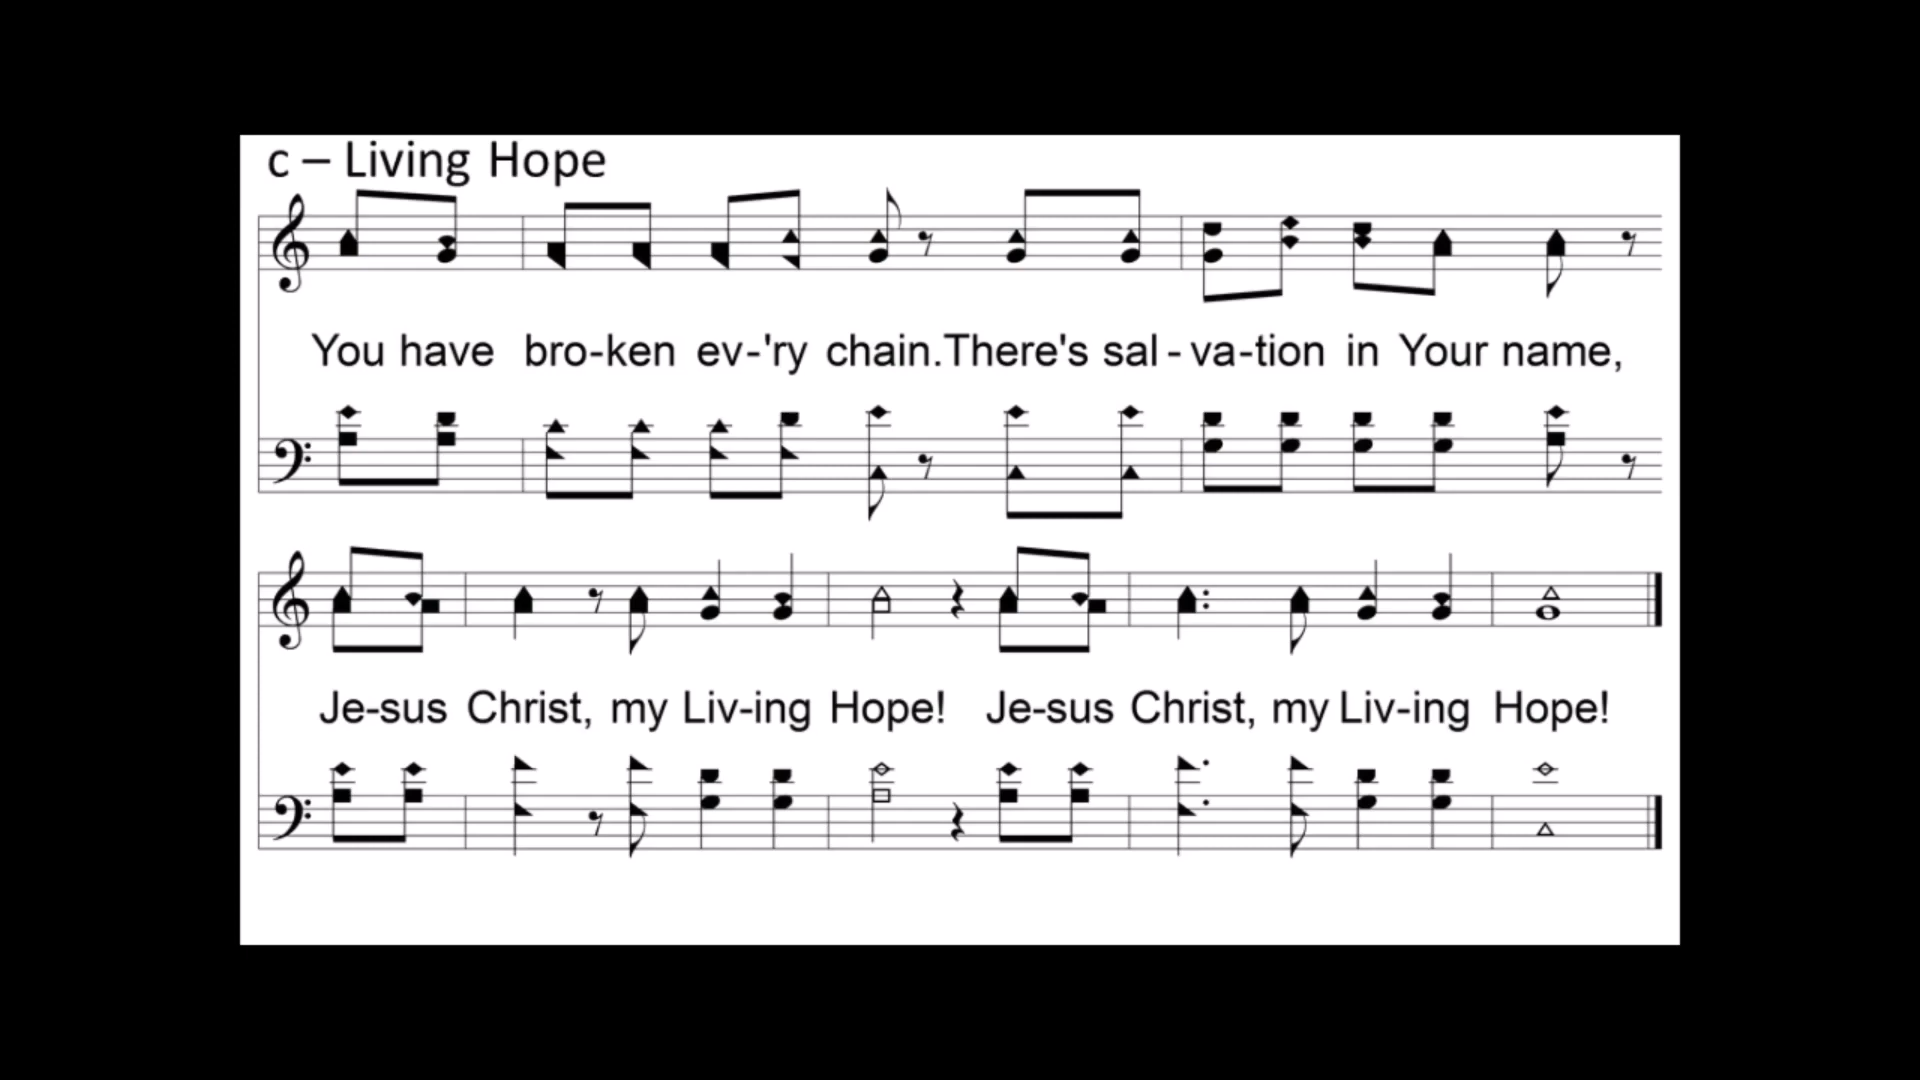 c – Living Hope
You have bro-ken ev-'ry chain.There's sal - va-tion in Your name,
Je-sus Christ, my Liv-ing Hope! Je-sus Christ, my Liv-ing Hope!